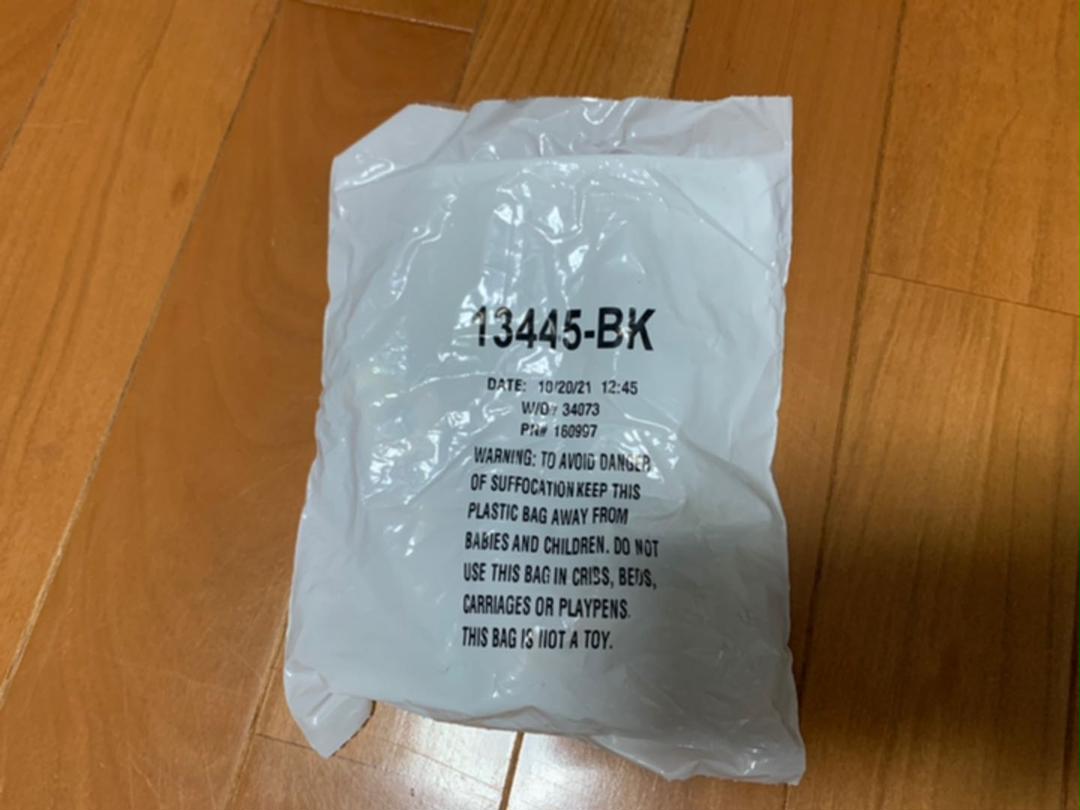 13445-BK
DATE: 10/20/21 12:45
W/O# 34073
PN# 160997
WARNING: TO AVOID DANGER
OF SUFFOCATION KEEP THIS
PLASTIC BAG AWAY FROM
BABIES AND CHILDREN. DO NOT
USE THIS BAG IN CRIBS, BEDS,
CARRIAGES OR PLAYPENS.
THIS BAG IS NOT A TOY.